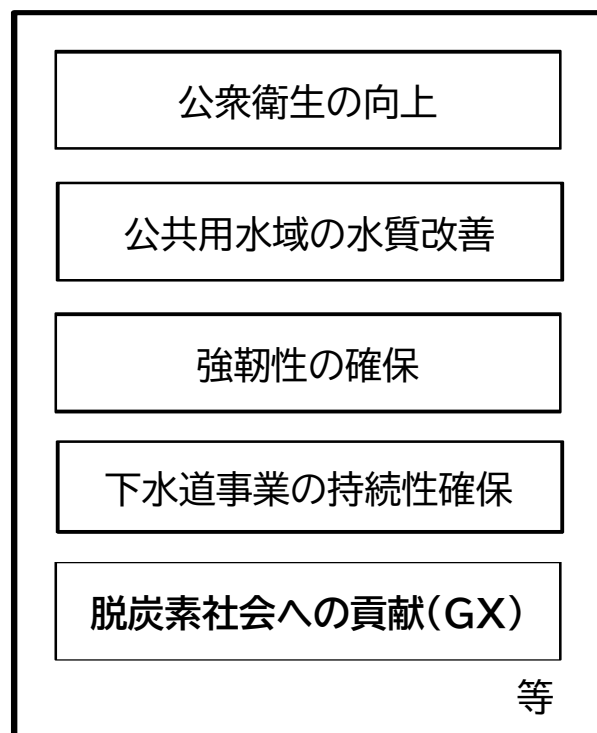 公衆衛生の向上
公共用水域の水質改善
強靭性の確保
下水道事業の持続性確保
脱炭素社会への貢献(GX)
等